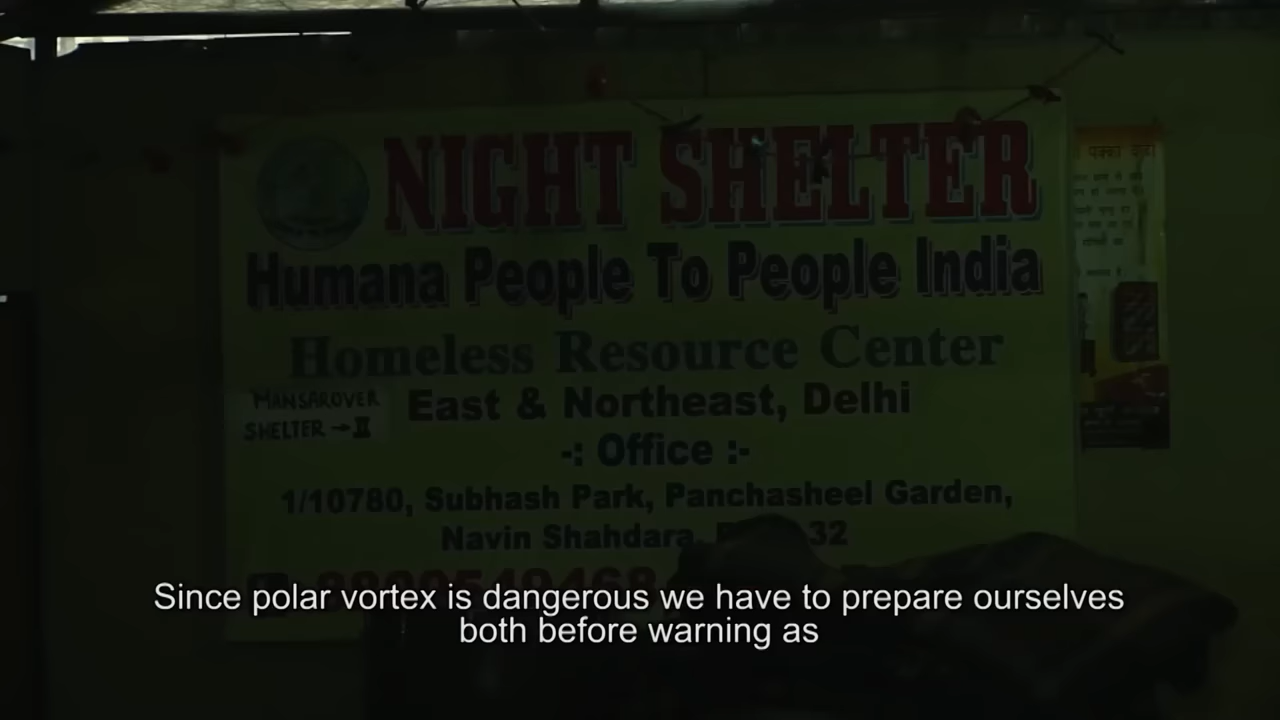 NIGHT SHELTER
Humana People To People India
Homeless Resource Center
MANSAROVER
SHELTER → II
East & Northeast, Delhi
-: Office :-
1/10780, Subhash Park, Panchasheel Garden,
Navin Shahdara, 32
Since polar vortex is dangerous we have to prepare ourselves
both before warning as